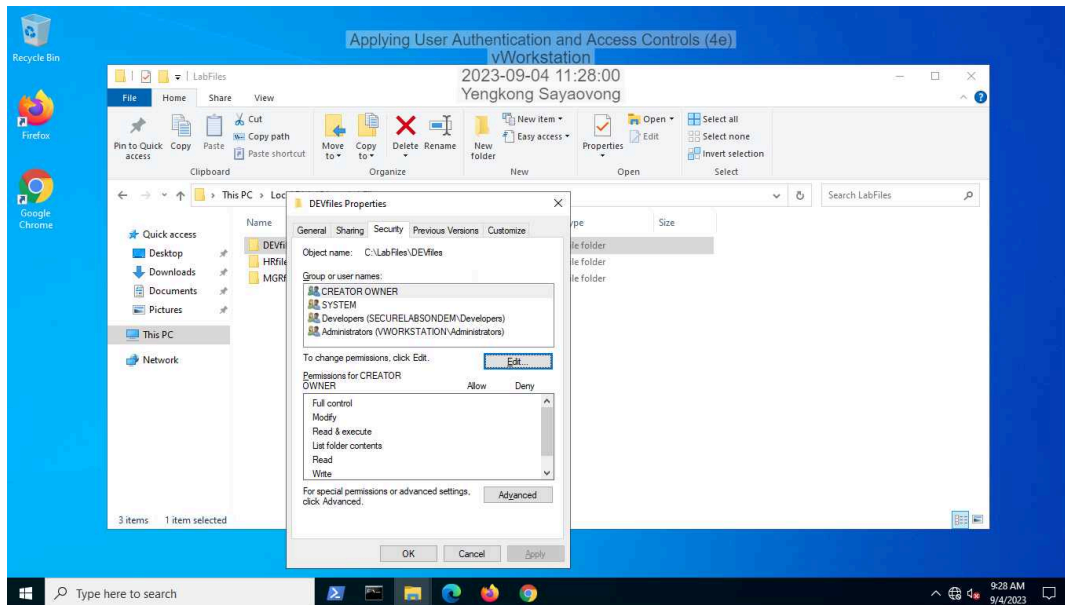 Recycle Bin
Firefox
Google
Chrome
Applying User Authentication and Access Controls (4e)
vWorkstation
2023-09-04 11:28:00
Yengkong Sayaovong
LabFiles
File Home Share View
Pin to Quick access
Copy
Paste
Cut
Copy path
Paste shortcut
Clipboard
Move to
Copy to
Delete
Rename
Organize
New folder
New item
Easy access
New
Properties
Open
Edit
Open
Select all
Select none
Invert selection
Select
This PC > Loc
Search LabFiles
Quick access
Desktop
Downloads
Documents
Pictures
This PC
Network
Name Size
DEVfil
HRfile
MGRf
le folder
le folder
le folder
DEVfiles Properties
General Sharing Security Previous Versions Customize
Object name: C:\LabFiles\DEVfiles
Group or user names:
CREATOR OWNER
SYSTEM
Developers (SECURELABSONDEM\Developers)
Administrators (VWORKSTATION\Administrators)
To change permissions, click Edit.
Edit...
Permissions for CREATOR
OWNER Allow Deny
Full control
Modify
Read & execute
List folder contents
Read
Write
For special permissions or advanced settings,
click Advanced.
Advanced
OK Cancel Apply
3 items 1 item selected
Type here to search
9:28 AM
9/4/2023